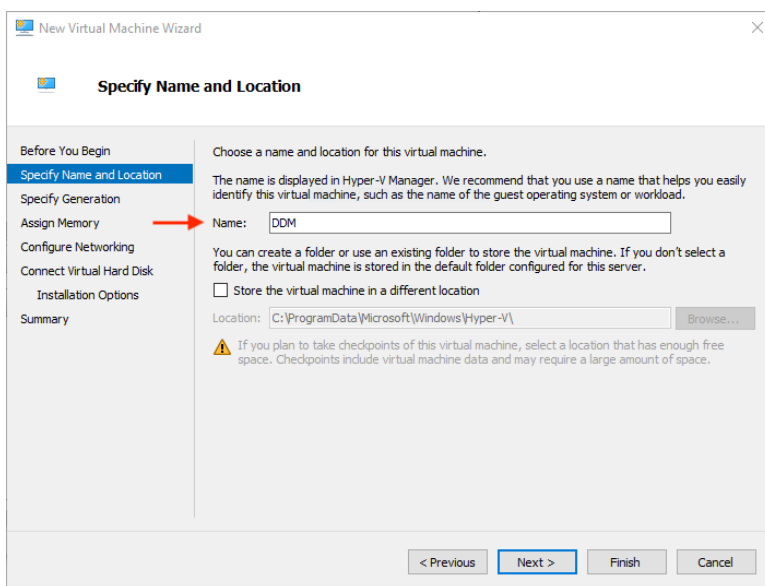 New Virtual Machine Wizard
Specify Name and Location
Before You Begin
Specify Name and Location
Specify Generation
Assign Memory
Configure Networking
Connect Virtual Hard Disk
Installation Options
Summary
Choose a name and location for this virtual machine.
The name is displayed in Hyper-V Manager. We recommend that you use a name that helps you easily
identify this virtual machine, such as the name of the guest operating system or workload.
Name: DDM
You can create a folder or use an existing folder to store the virtual machine. If you don't select a
folder, the virtual machine is stored in the default folder configured for this server.
Store the virtual machine in a different location
Location: C:\ProgramData\Microsoft\Windows\Hyper-V\ Browse...
If you plan to take checkpoints of this virtual machine, select a location that has enough free
space. Checkpoints include virtual machine data and may require a large amount of space.
< Previous Next > Finish Cancel